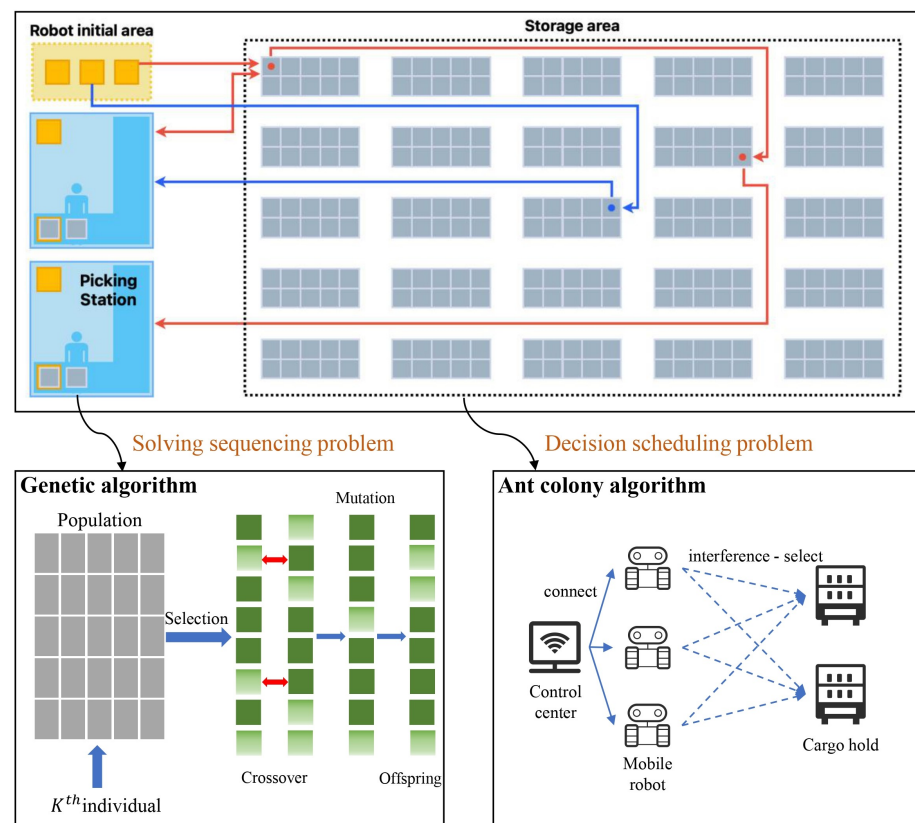 Robot initial area
Storage area
Picking
Station
Solving sequencing problem
Decision scheduling problem
Genetic algorithm
Population
Mutation
Selection
Crossover
Offspring
Kᵗʰ individual
Ant colony algorithm
interference - select
connect
Control
center
Mobile
robot
Cargo hold